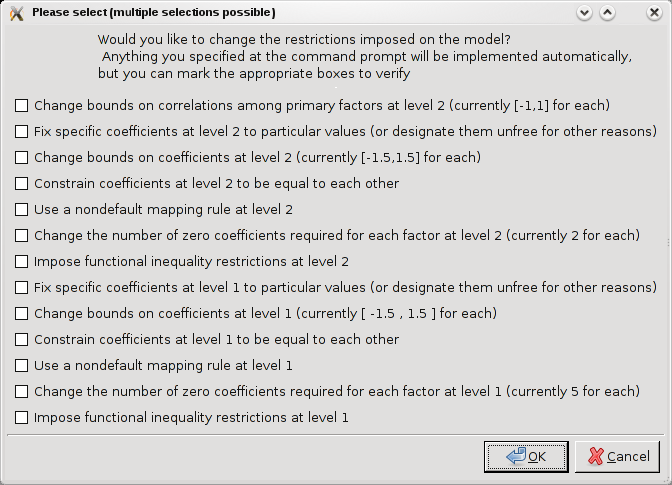 Please select (multiple selections possible)
Would you like to change the restrictions imposed on the model?
Anything you specified at the command prompt will be implemented automatically,
but you can mark the appropriate boxes to verify
Change bounds on correlations among primary factors at level 2 (currently [-1,1] for each)
Fix specific coefficients at level 2 to particular values (or designate them unfree for other reasons)
Change bounds on coefficients at level 2 (currently [-1.5,1.5] for each)
Constrain coefficients at level 2 to be equal to each other
Use a nondefault mapping rule at level 2
Change the number of zero coefficients required for each factor at level 2 (currently 2 for each)
Impose functional inequality restrictions at level 2
Fix specific coefficients at level 1 to particular values (or designate them unfree for other reasons)
Change bounds on coefficients at level 1 (currently [ -1.5 , 1.5 ] for each)
Constrain coefficients at level 1 to be equal to each other
Use a nondefault mapping rule at level 1
Change the number of zero coefficients required for each factor at level 1 (currently 5 for each)
Impose functional inequality restrictions at level 1
OK Cancel